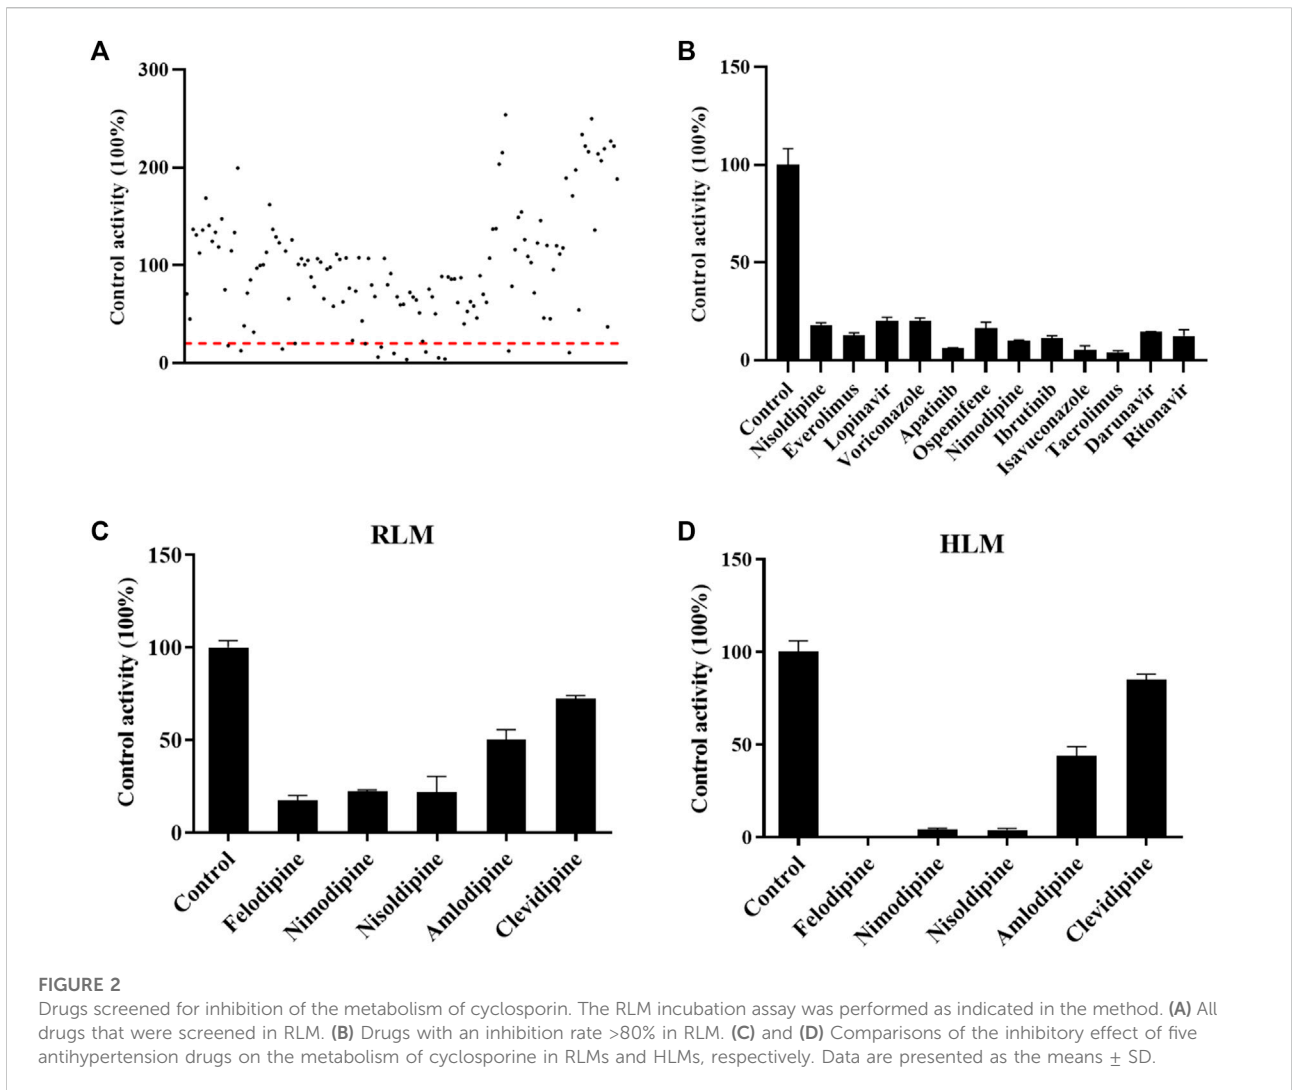 A
Control activity (100%)
300
200
100
0
B
Control activity (100%)
150
100
50
0
Control
Nisoldipine
Everolimus
Lopinavir
Voriconazole
Apatinib
Ospemifene
Nimodipine
Ibrutinib
Isavuconazole
Tacrolimus
Darunavir
Ritonavir
C
RLM
Control activity (100%)
150
100
50
0
Control
Felodipine
Nimodipine
Nisoldipine
Amlodipine
Clevidipine
D
HLM
Control activity (100%)
150
100
50
0
Control
Felodipine
Nimodipine
Nisoldipine
Amlodipine
Clevidipine
FIGURE 2
Drugs screened for inhibition of the metabolism of cyclosporin. The RLM incubation assay was performed as indicated in the method. (A) All
drugs that were screened in RLM. (B) Drugs with an inhibition rate >80% in RLM. (C) and (D) Comparisons of the inhibitory effect of five
antihypertension drugs on the metabolism of cyclosporine in RLMs and HLMs, respectively. Data are presented as the means ± SD.